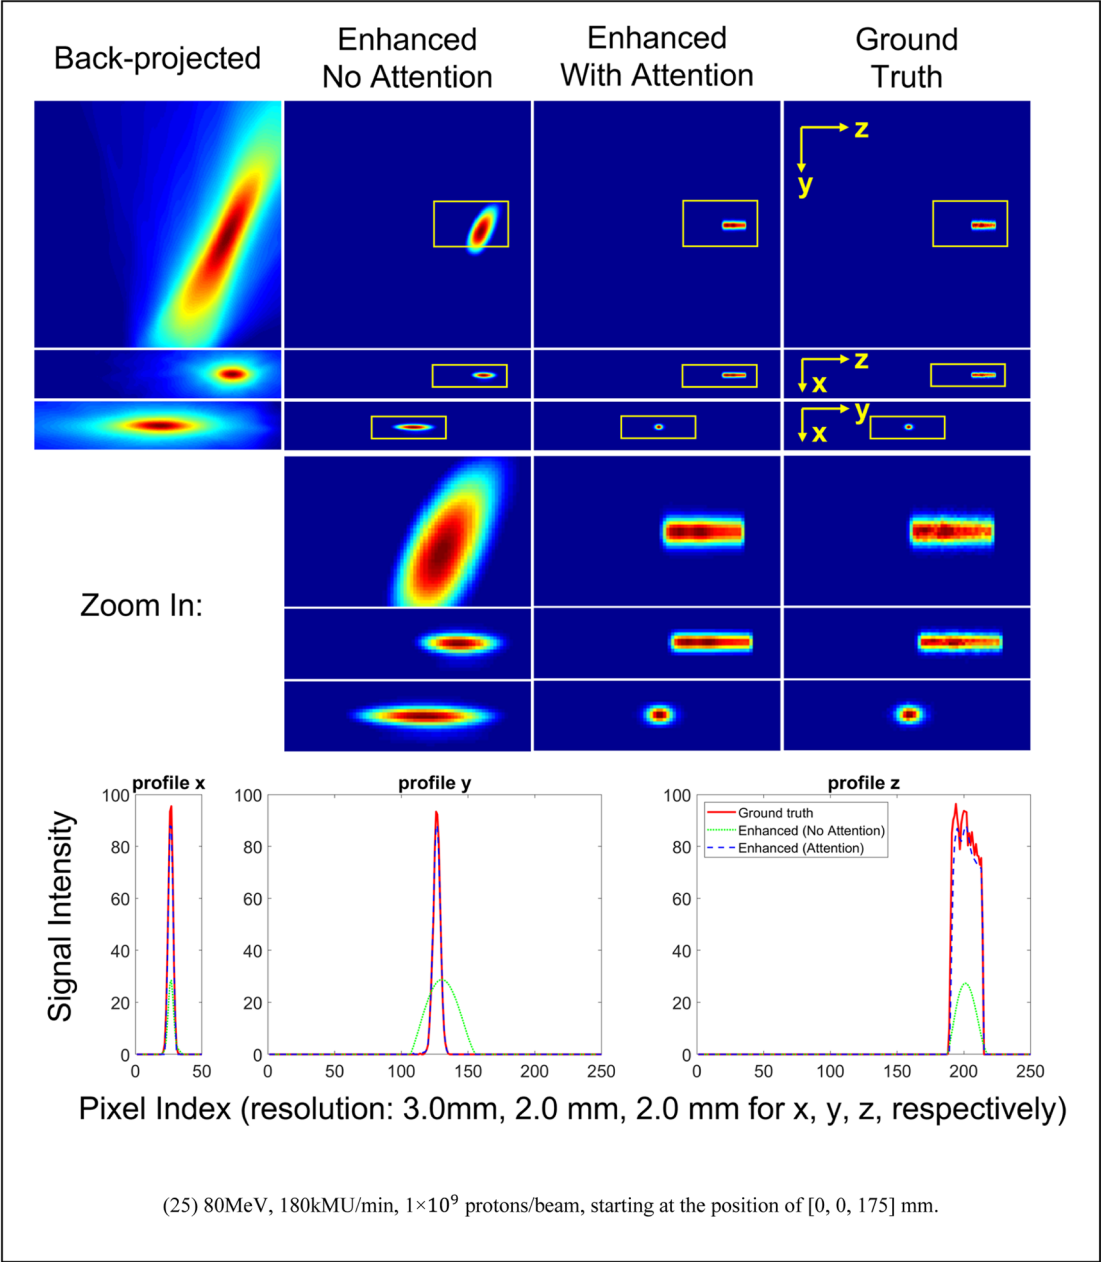 Back-projected
Enhanced
No Attention
Enhanced
With Attention
Ground
Truth
z
y
z
x
y
x
Zoom In:
profile x
profile y
profile z
Signal Intensity
100
80
60
40
20
0
0
50
100
80
60
40
20
0
0
50
100
150
200
250
100
80
60
40
20
0
0
50
100
150
200
250
Ground truth
Enhanced (No Attention)
Enhanced (Attention)
Pixel Index (resolution: 3.0mm, 2.0 mm, 2.0 mm for x, y, z, respectively)
(25) 80MeV, 180kMU/min, 1×10⁹ protons/beam, starting at the position of [0, 0, 175] mm.